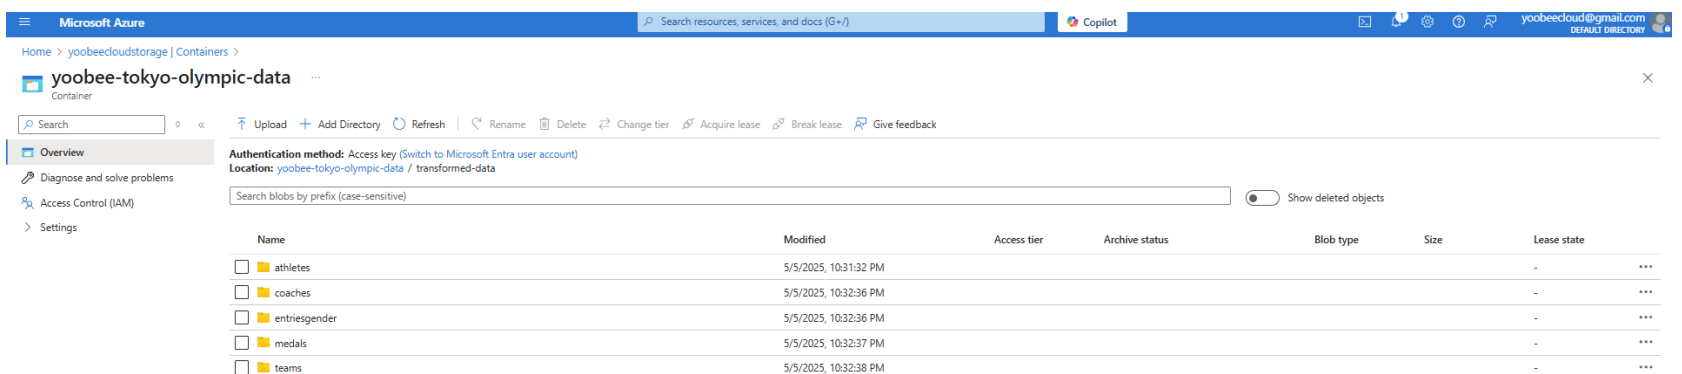 Microsoft Azure
Search resources, services, and docs (G+/)
Copilot
1
yoobeecloud@gmail.com
DEFAULT DIRECTORY
Home > yoobeecloudstorage | Containers >
yoobee-tokyo-olympic-data ...
Container
Search
Upload Add Directory Refresh Rename Delete Change tier Acquire lease Break lease Give feedback
Overview
Diagnose and solve problems
Access Control (IAM)
Settings
Authentication method: Access key (Switch to Microsoft Entra user account)
Location: yoobee-tokyo-olympic-data / transformed-data
Search blobs by prefix (case-sensitive)
Show deleted objects
Name Modified Access tier Archive status Blob type Size Lease state
athletes 5/5/2025, 10:31:32 PM - ...
coaches 5/5/2025, 10:32:36 PM - ...
entriesgender 5/5/2025, 10:32:36 PM - ...
medals 5/5/2025, 10:32:37 PM - ...
teams 5/5/2025, 10:32:38 PM - ...